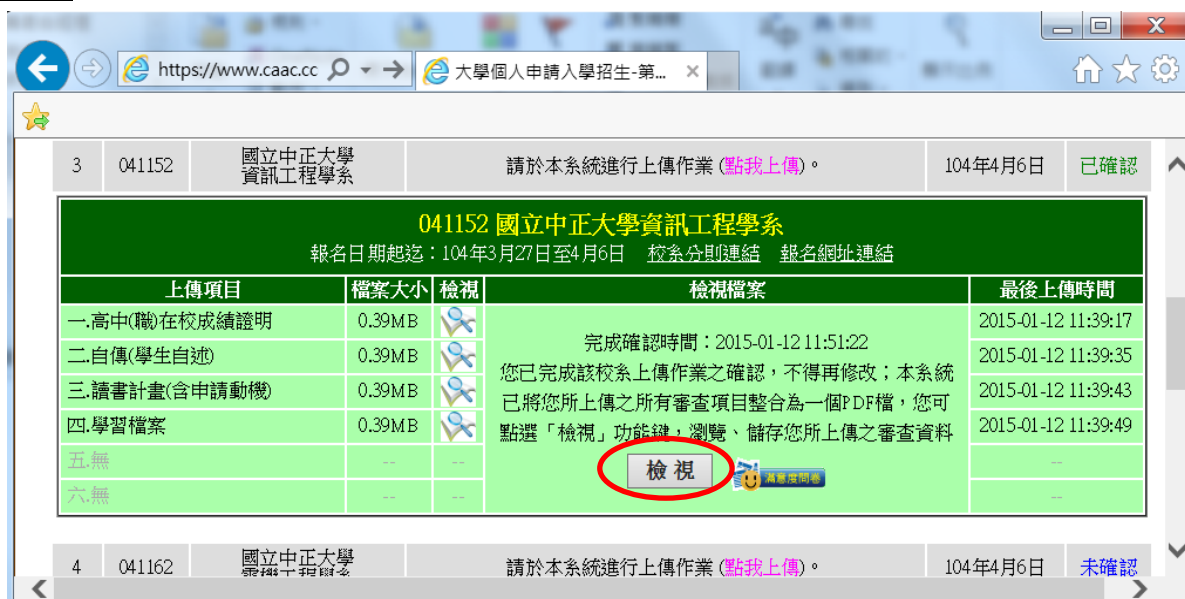 https://www.caac.cc
大學個人申請入學招生-第...
3 041152 國立中正大學 請於本系統進行上傳作業 (點我上傳)。 104年4月6日 已確認
資訊工程學系
041152 國立中正大學資訊工程學系
報名日期起迄：104年3月27日至4月6日 校系分則連結 報名網址連結
上傳項目 檔案大小 檢視 檢視檔案 最後上傳時間
一.高中(職)在校成績證明 0.39MB 2015-01-12 11:39:17
二.自傳(學生自述) 0.39MB 2015-01-12 11:39:35
三.讀書計畫(含申請動機) 0.39MB 2015-01-12 11:39:43
四.學習檔案 0.39MB 2015-01-12 11:39:49
五.無 -- -- --
六.無 -- -- --
完成確認時間：2015-01-12 11:51:22
您已完成該校系上傳作業之確認，不得再修改；本系統
已將您所上傳之所有審查項目整合為一個PDF檔，您可
點選「檢視」功能鍵，瀏覽、儲存您所上傳之審查資料
檢 視
滿意度問卷
4 041162 國立中正大學 請於本系統進行上傳作業 (點我上傳)。 104年4月6日 未確認